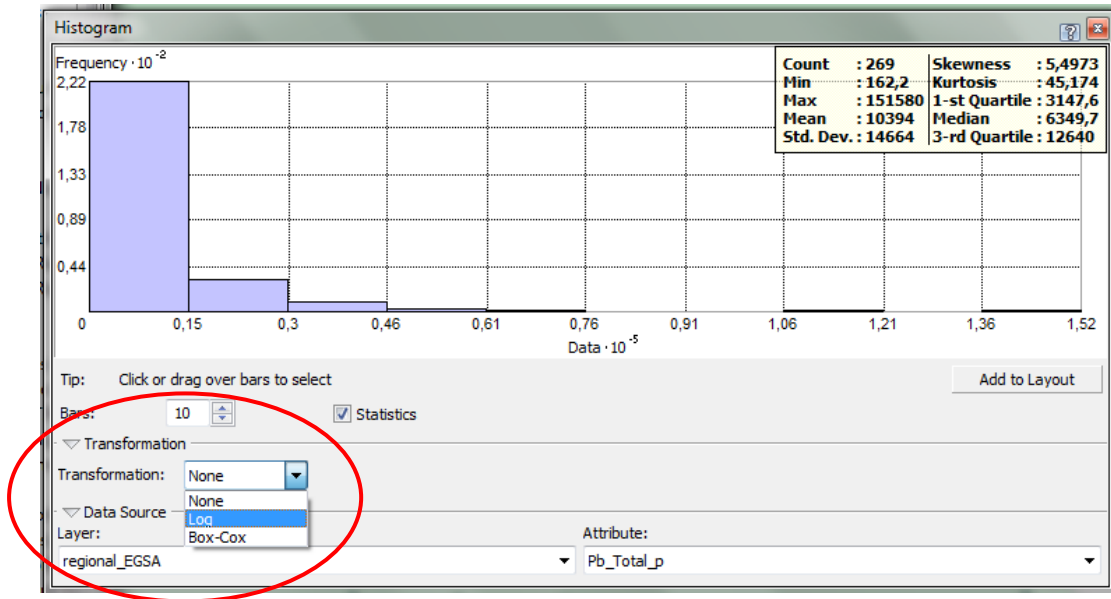 Histogram
Frequency · 10 -2
2,22
1,78
1,33
0,89
0,44
Count : 269 Skewness : 5,4973
Min : 162,2 Kurtosis : 45,174
Max : 151580 1-st Quartile : 3147,6
Mean : 10394 Median : 6349,7
Std. Dev. : 14664 3-rd Quartile : 12640
0 0,15 0,3 0,46 0,61 0,76 0,91 1,06 1,21 1,36 1,52
Data · 10 -5
Tip: Click or drag over bars to select Add to Layout
Bars: 10 Statistics
Transformation
Transformation: None
None
Log
Box-Cox
Data Source
Layer: Attribute:
regional_EGSA Pb_Total_p